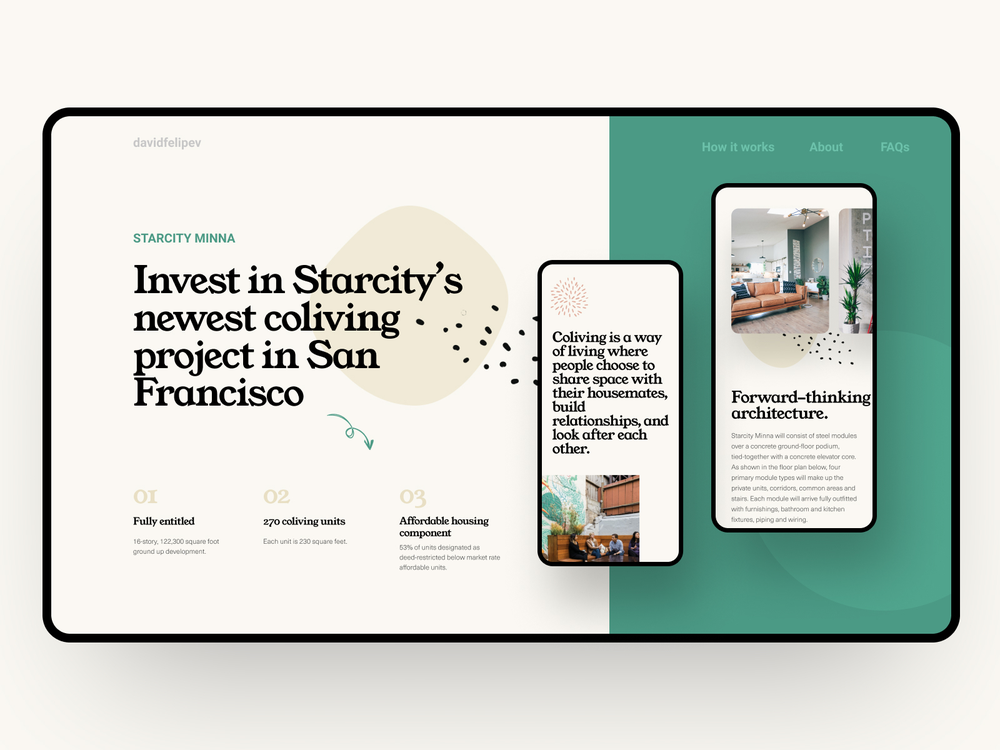 davidfelipev
How it works About FAQs
STARCITY MINNA
Invest in Starcity’s
newest coliving
project in San
Francisco
01
Fully entitled
16-story, 122,300 square foot
ground up development.
02
270 coliving units
Each unit is 230 square feet.
03
Affordable housing
component
53% of units designated as
deed-restricted below market rate
affordable units.
Coliving is a way
of living where
people choose to
share space with
their housemates,
build
relationships, and
look after each
other.
Forward–thinking
architecture.
Starcity Minna will consist of steel modules
over a concrete ground-floor podium,
tied-together with a concrete elevator core.
As shown in the floor plan below, four
primary module types will make up the
private units, corridors, common areas and
stairs. Each module will arrive fully outfitted
with furnishings, bathroom and kitchen
fixtures, piping and wiring.